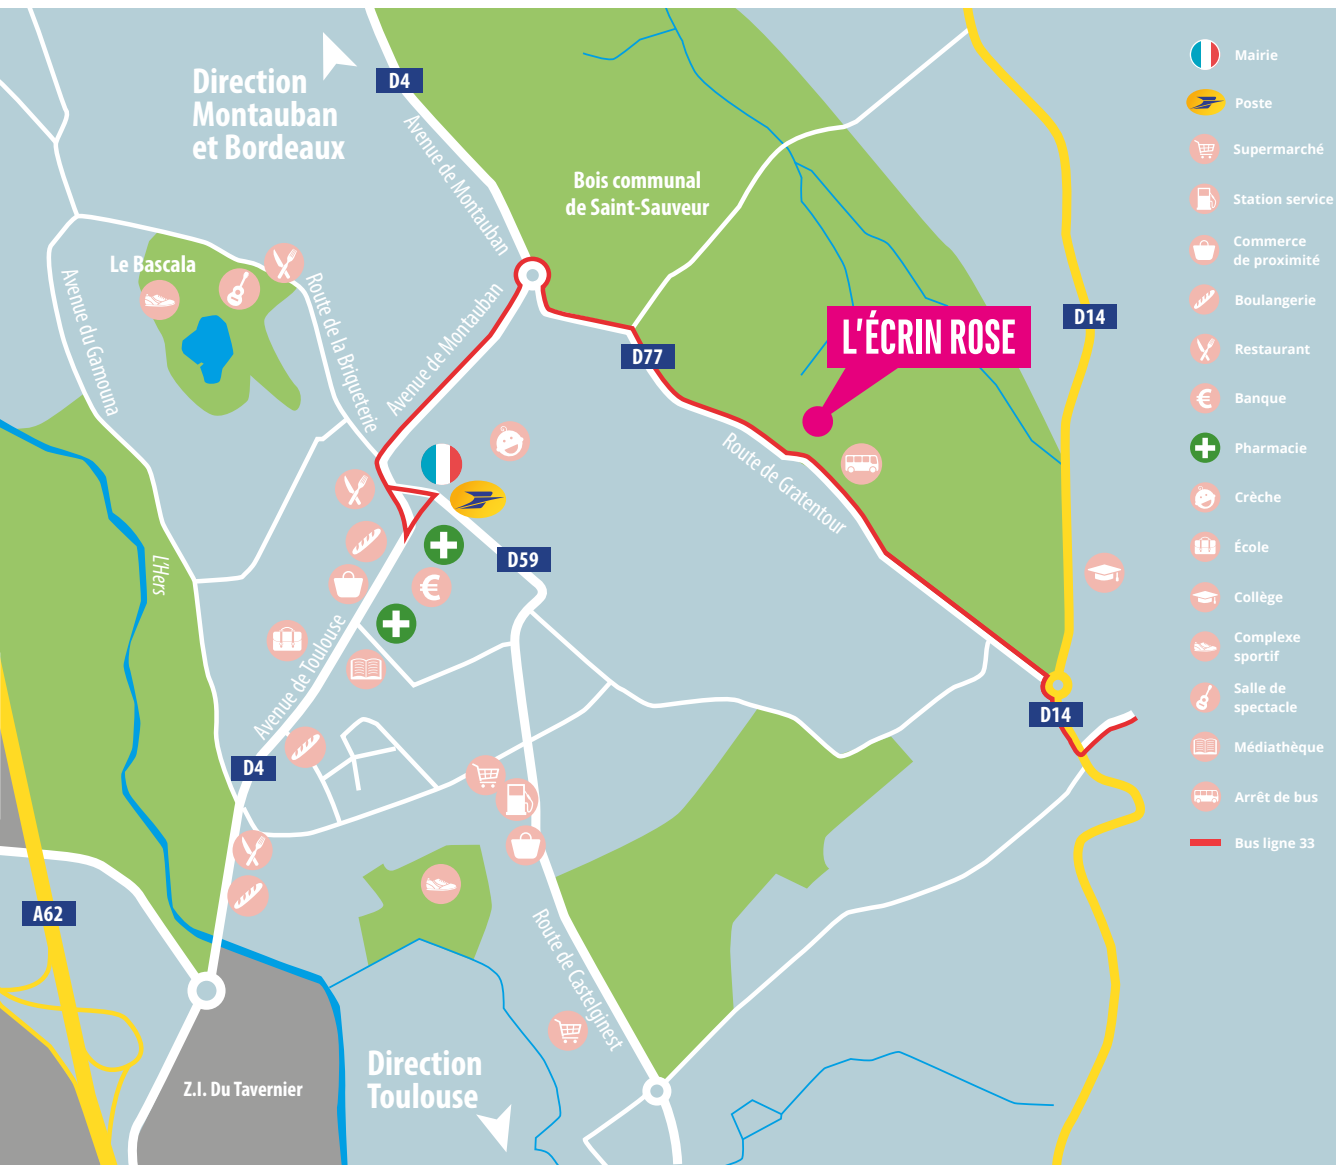 Direction
Montauban
et Bordeaux
D4
Avenue de Montauban
Bois communal
de Saint-Sauveur
Le Bascala
Avenue du Gamouna
Route de la Briqueterie
Avenue de Montauban
D77
L'ÉCRIN ROSE
D14
Route de Gratentour
L'Hers
D59
Avenue de Toulouse
D4
D14
A62
Route de Castelginest
Z.I. Du Tavernier
Direction
Toulouse
Mairie
Poste
Supermarché
Station service
Commerce
de proximité
Boulangerie
Restaurant
Banque
Pharmacie
Crèche
École
Collège
Complexe
sportif
Salle de
spectacle
Médiathèque
Arrêt de bus
Bus ligne 33